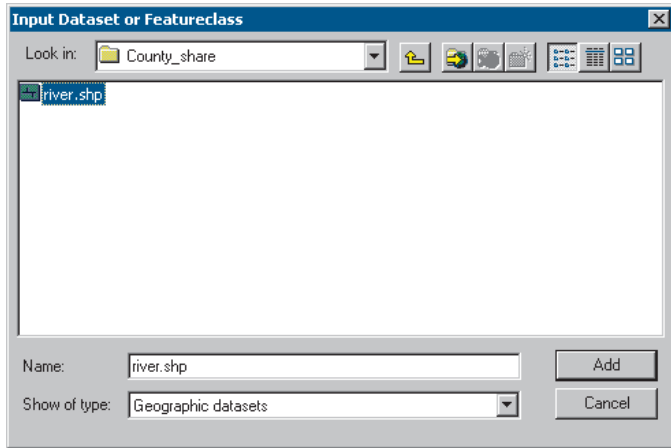 Input Dataset or Featureclass
Look in: County_share
river.shp
Name: river.shp Add
Show of type: Geographic datasets Cancel